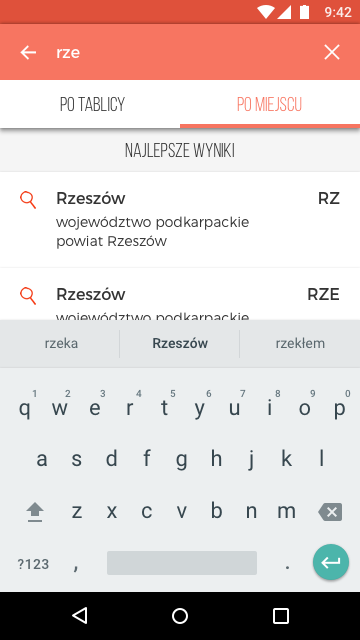 9:42
rze
PO TABLICY PO MIEJSCU
NAJLEPSZE WYNIKI
Rzeszów RZ
województwo podkarpackie
powiat Rzeszów
Rzeszów RZE
województwo podkarpackie
rzeka Rzeszów rzekłem
1 2 3 4 5 6 7 8 9 0
q w e r t y u i o p
a s d f g h j k l
z x c v b n m
?123 , .